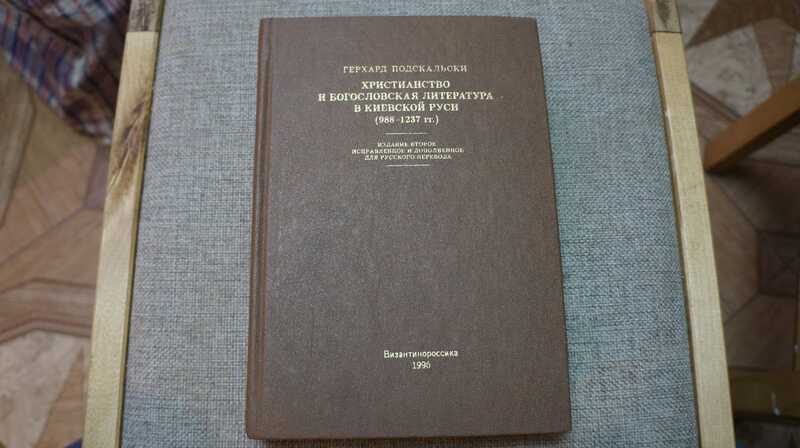 ГЕРХАРД ПОДСКАЛЬСКИ
ХРИСТИАНСТВО
И БОГОСЛОВСКАЯ ЛИТЕРАТУРА
В КИЕВСКОЙ РУСИ
(988–1237 гг.)
ИЗДАНИЕ ВТОРОЕ
ИСПРАВЛЕННОЕ И ДОПОЛНЕННОЕ
ДЛЯ РУССКОГО ПЕРЕВОДА
Византинороссика
1996